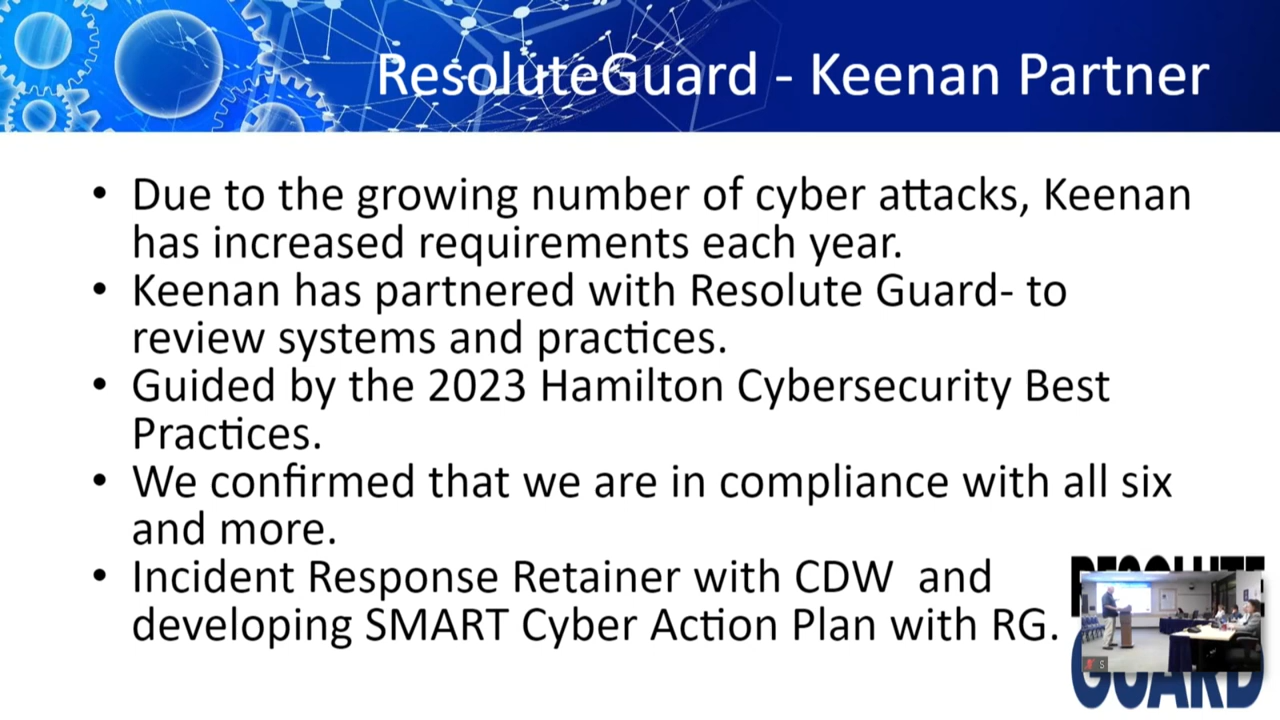 ResoluteGuard - Keenan Partner
• Due to the growing number of cyber attacks, Keenan
has increased requirements each year.
• Keenan has partnered with Resolute Guard- to
review systems and practices.
• Guided by the 2023 Hamilton Cybersecurity Best
Practices.
• We confirmed that we are in compliance with all six
and more.
• Incident Response Retainer with CDW  and
developing SMART Cyber Action Plan with RG.
RESOLUTE
GUARD
S